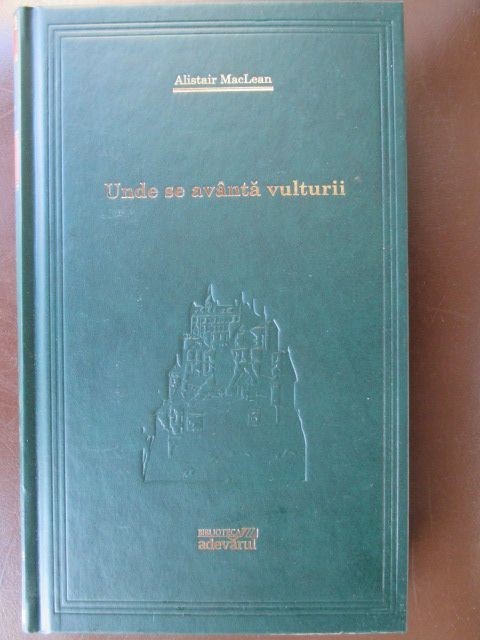 Alistair MacLean
Unde se avântă vulturii
BIBLIOTECA
adevărul